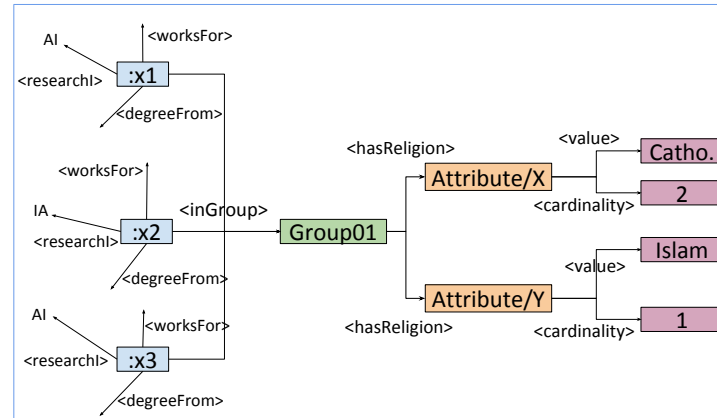 AI
<worksFor>
:x1
<researchI>
<degreeFrom>
<worksFor>
IA
<researchI>
:x2
<degreeFrom>
<inGroup>
Group01
<hasReligion>
Attribute/X
<value>
Catho.
<cardinality>
2
<hasReligion>
Attribute/Y
<value>
Islam
<cardinality>
1
AI
<worksFor>
<researchI>
:x3
<degreeFrom>